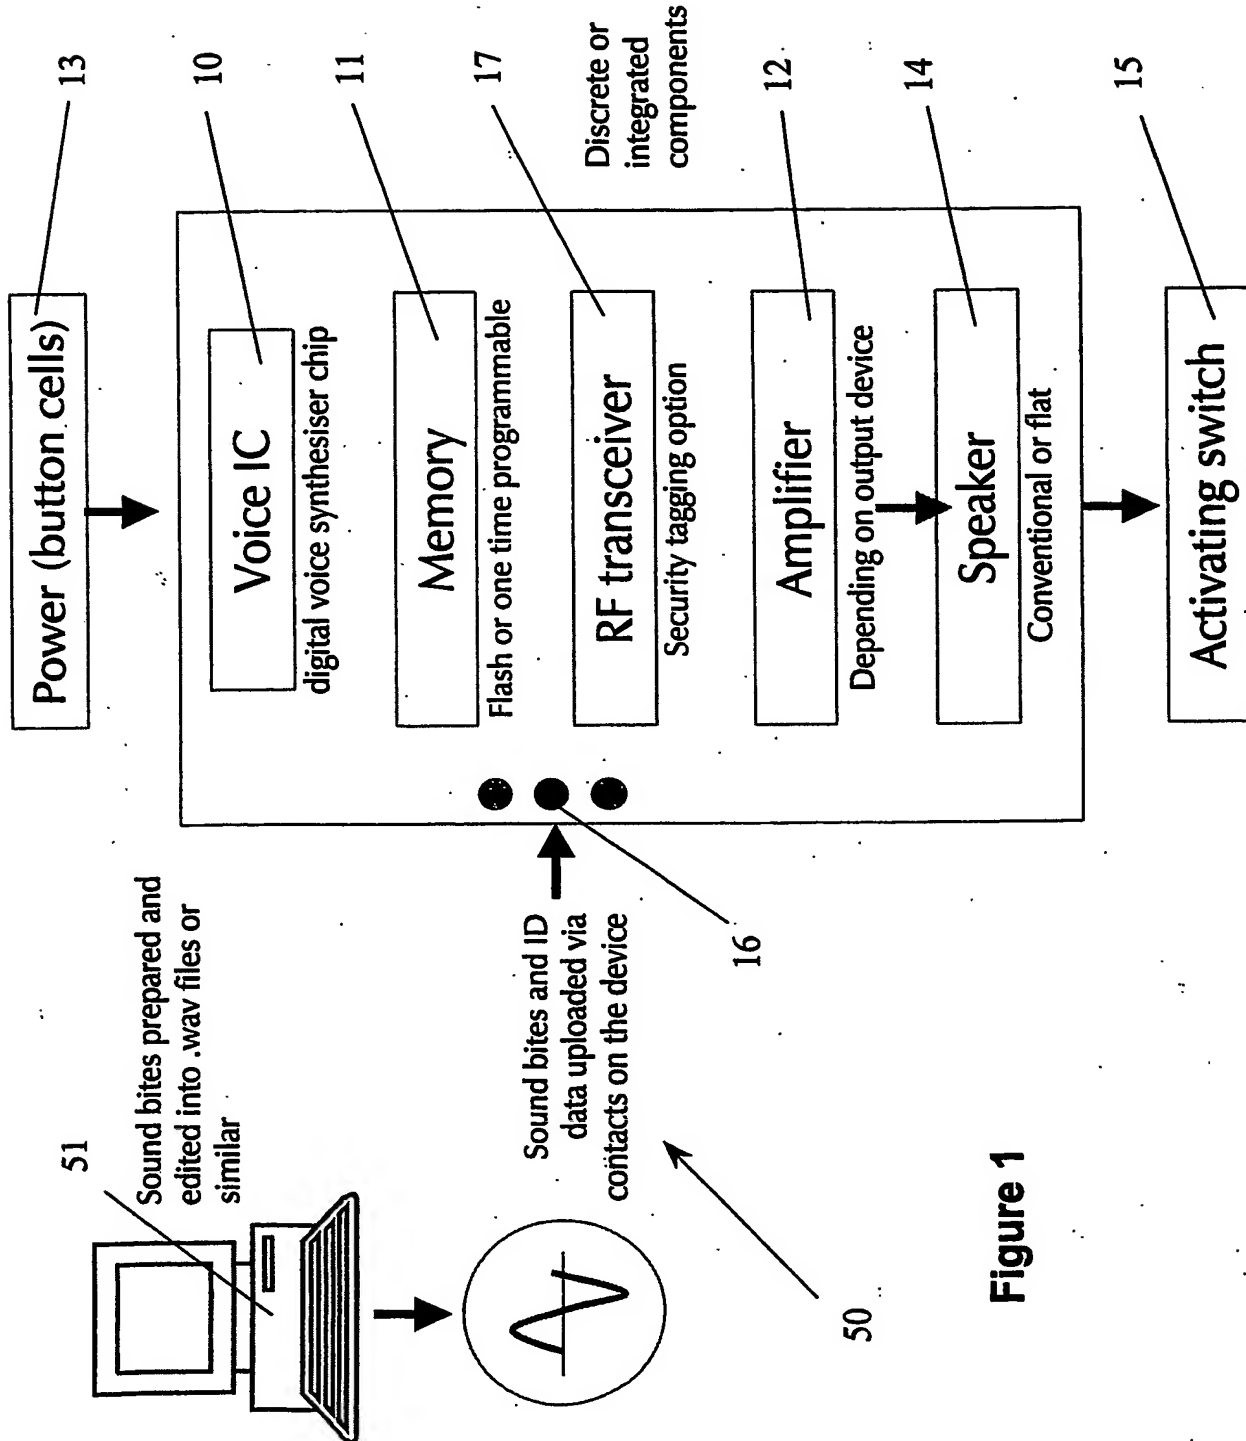 51
Sound bites prepared and
edited into .wav files or
similar
Sound bites and ID
data uploaded via
contacts on the device
50
16
Power (button cells)
13
Voice IC
digital voice synthesiser chip
10
Memory
Flash or one time programmable
11
RF transceiver
Security tagging option
17
Discrete or
integrated
components
Amplifier
Depending on output device
12
Speaker
Conventional or flat
14
Activating switch
15
Figure 1